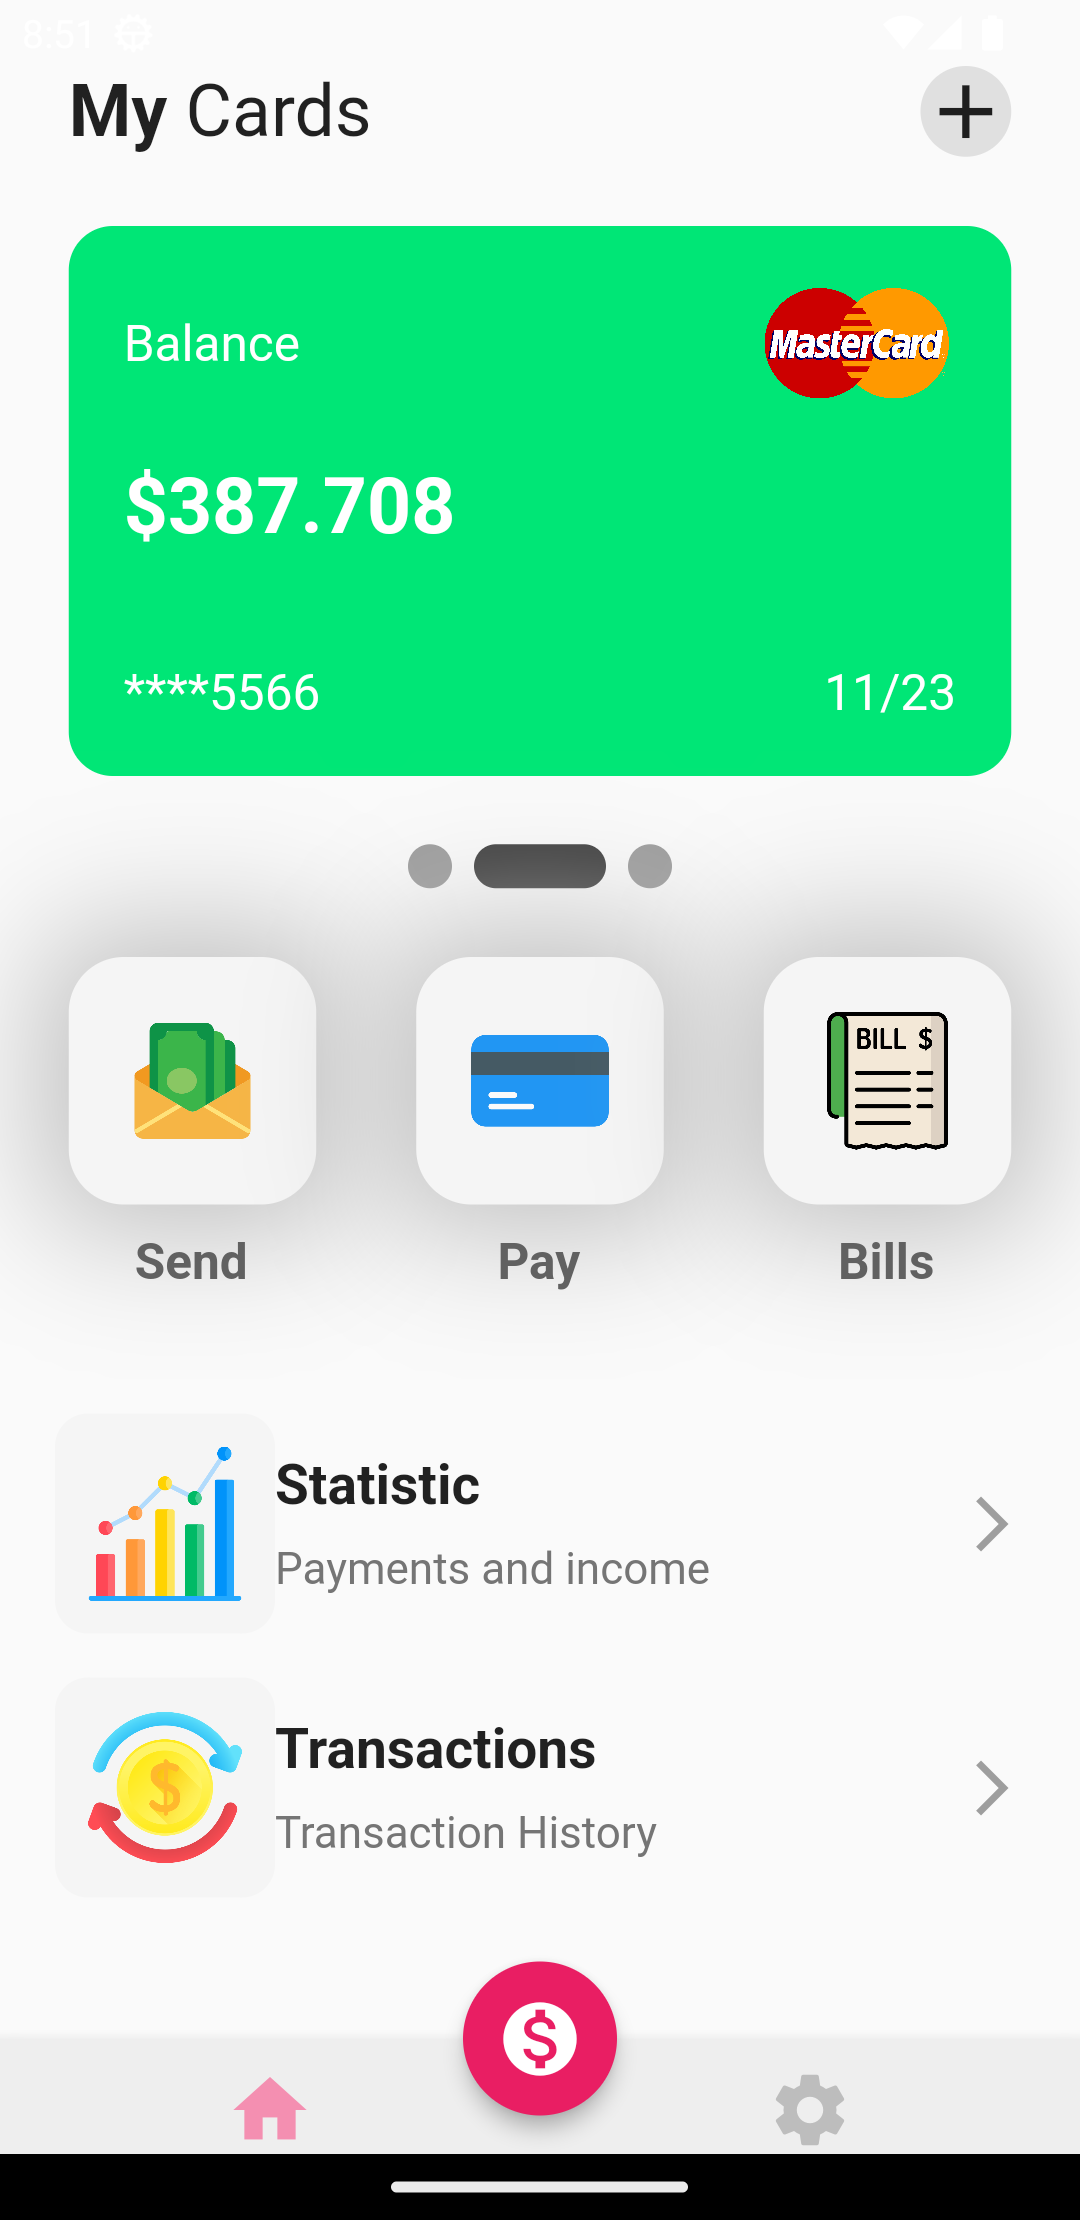 8:51
My Cards
Balance
MasterCard
$387.708
****5566
11/23
BILL $
Send
Pay
Bills
Statistic
Payments and income
$
Transactions
Transaction History
$